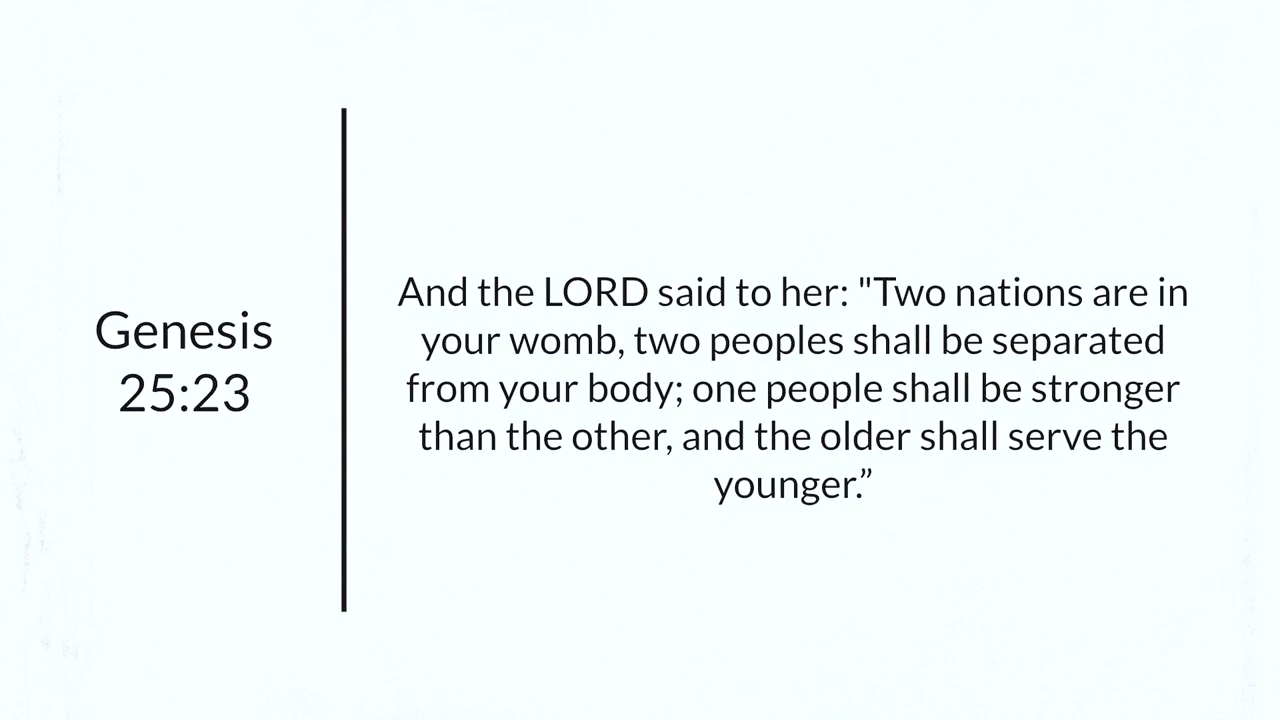 Genesis
25:23
And the LORD said to her: "Two nations are in
your womb, two peoples shall be separated
from your body; one people shall be stronger
than the other, and the older shall serve the
younger.”